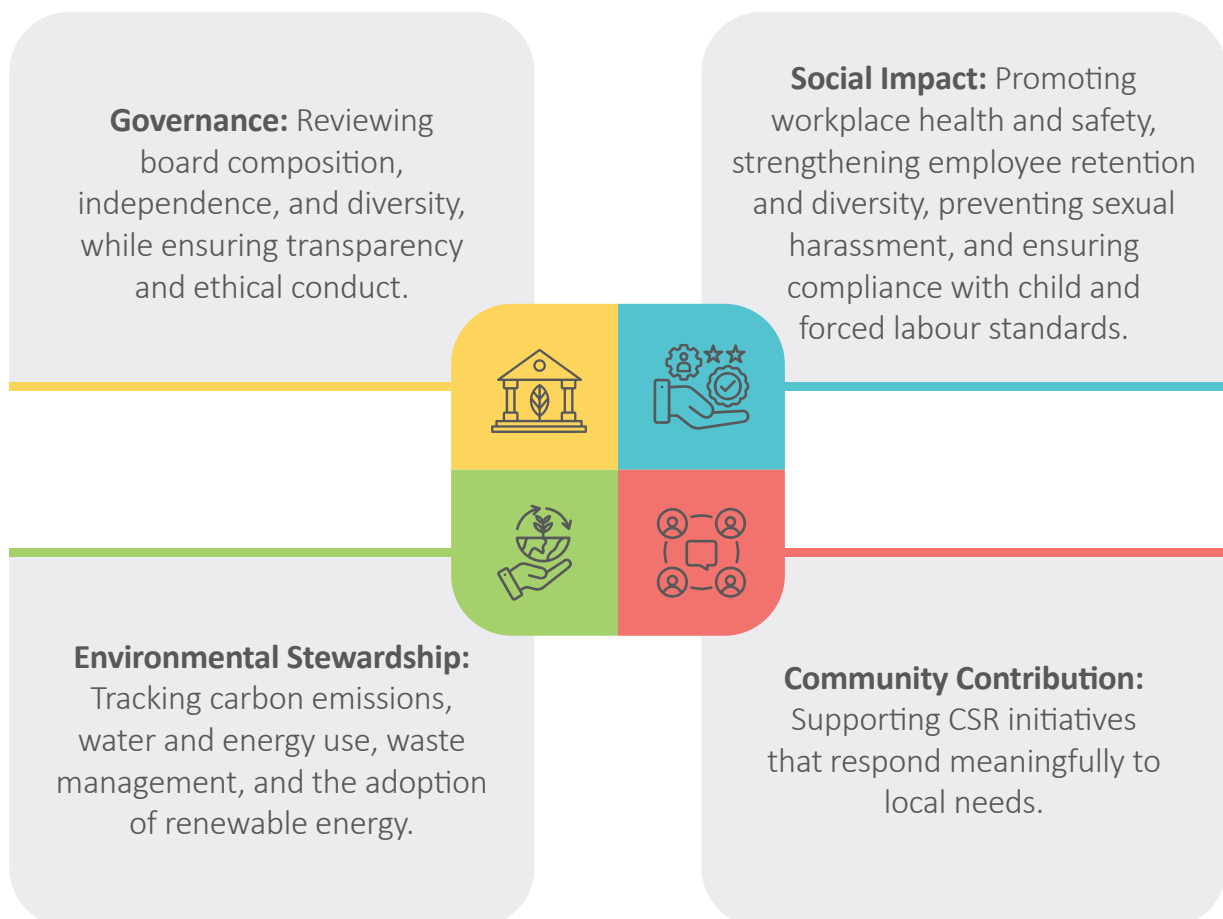 Governance: Reviewing
board composition,
independence, and diversity,
while ensuring transparency
and ethical conduct.
Social Impact: Promoting
workplace health and safety,
strengthening employee retention
and diversity, preventing sexual
harassment, and ensuring
compliance with child and
forced labour standards.
Environmental Stewardship:
Tracking carbon emissions,
water and energy use, waste
management, and the adoption
of renewable energy.
Community Contribution:
Supporting CSR initiatives
that respond meaningfully to
local needs.